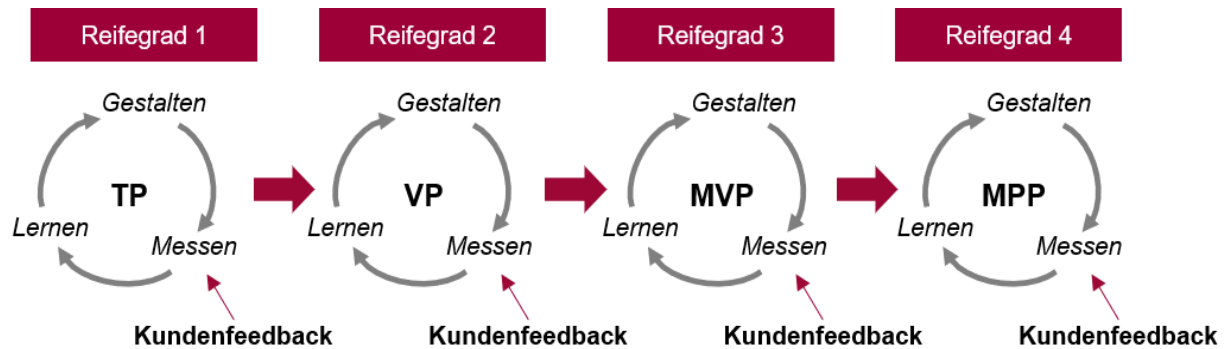 Reifegrad 1
Reifegrad 2
Reifegrad 3
Reifegrad 4
Gestalten
Gestalten
Gestalten
Gestalten
TP
VP
MVP
MPP
Lernen
Messen
Lernen
Messen
Lernen
Messen
Lernen
Messen
Kundenfeedback
Kundenfeedback
Kundenfeedback
Kundenfeedback